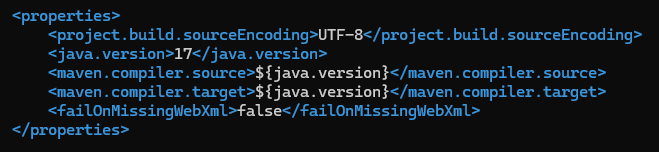 <properties>
    <project.build.sourceEncoding>UTF-8</project.build.sourceEncoding>
    <java.version>17</java.version>
    <maven.compiler.source>${java.version}</maven.compiler.source>
    <maven.compiler.target>${java.version}</maven.compiler.target>
    <failOnMissingWebXml>false</failOnMissingWebXml>
</properties>